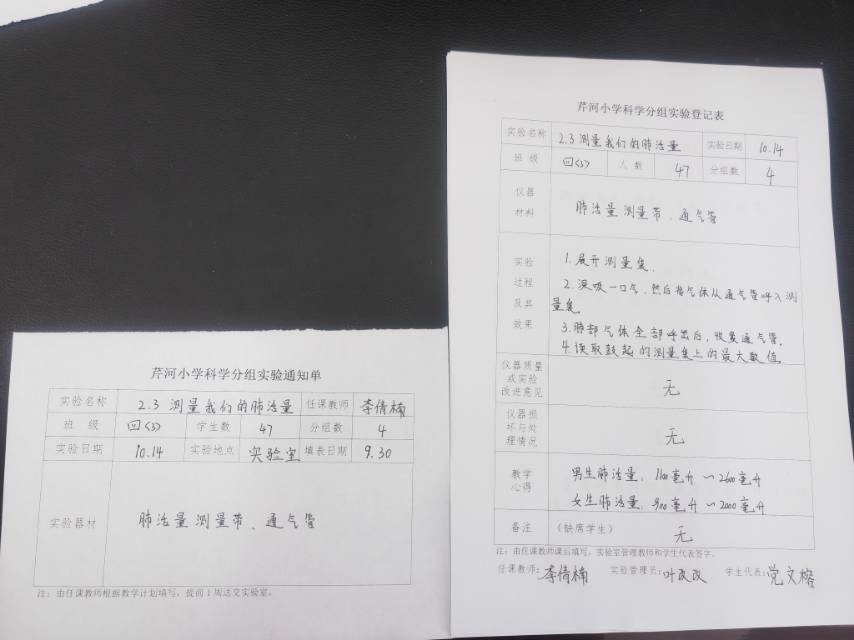 芹河小学科学分组实验通知单
实验名称 2.3 测量我们的肺活量 任课教师 李倩楠
班 级 四(3) 学生数 47 分组数 4
实验日期 10.14 实验地点 实验室 填表日期 9.30
实验器材 肺活量测量带、通气管
注:由任课教师根据教学计划填写,提前1周送交实验室。
芹河小学科学分组实验登记表
实验名称 2.3 测量我们的肺活量 实验日期 10.14
班 级 四(3) 人 数 47 分组数 4
仪器
材料
肺活量测量带、通气管
实验
过程
及其
效果
1.展开测量袋.
2.深吸一口气,然后将气体从通气管呼入测
量袋
3.肺部气体全部呼出后,收紧通气管.
4.读取鼓起的测量袋上的最大数值.
仪器质量
或实验
改进意见
无
仪器损
坏与处
理情况
无
教学
心得
男生肺活量:1100毫升~2600毫升
女生肺活量:900毫升~2000毫升
备注 (缺席学生) 无
注:由任课教师课后填写,实验室管理教师和学生代表签字。
任课教师:李倩楠 实验管理员:叶改改 学生代表:党文榕